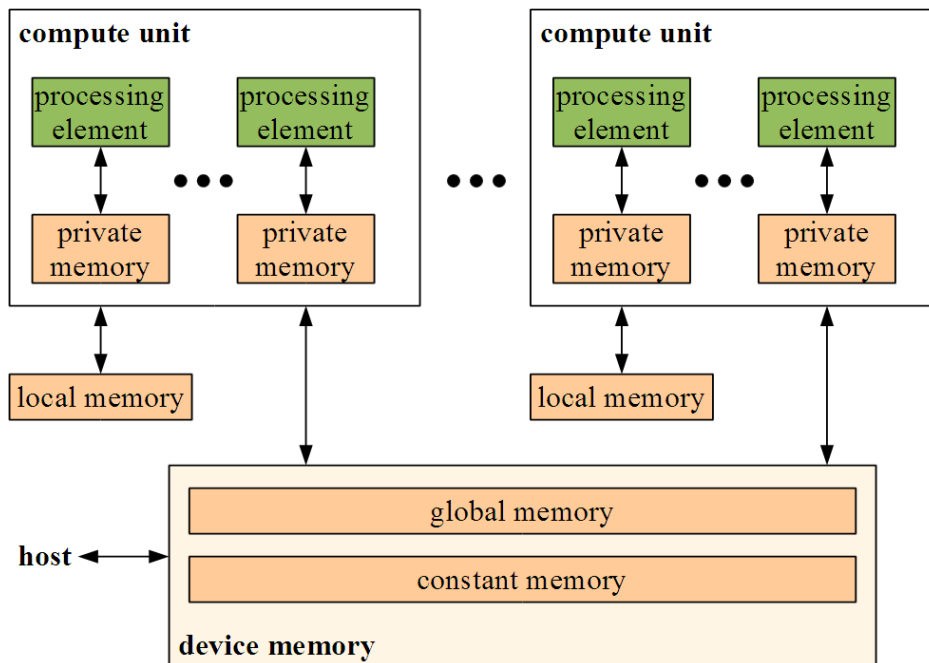 compute unit
compute unit
processing
element
processing
element
processing
element
processing
element
private
memory
private
memory
private
memory
private
memory
local memory
local memory
global memory
host
constant memory
device memory